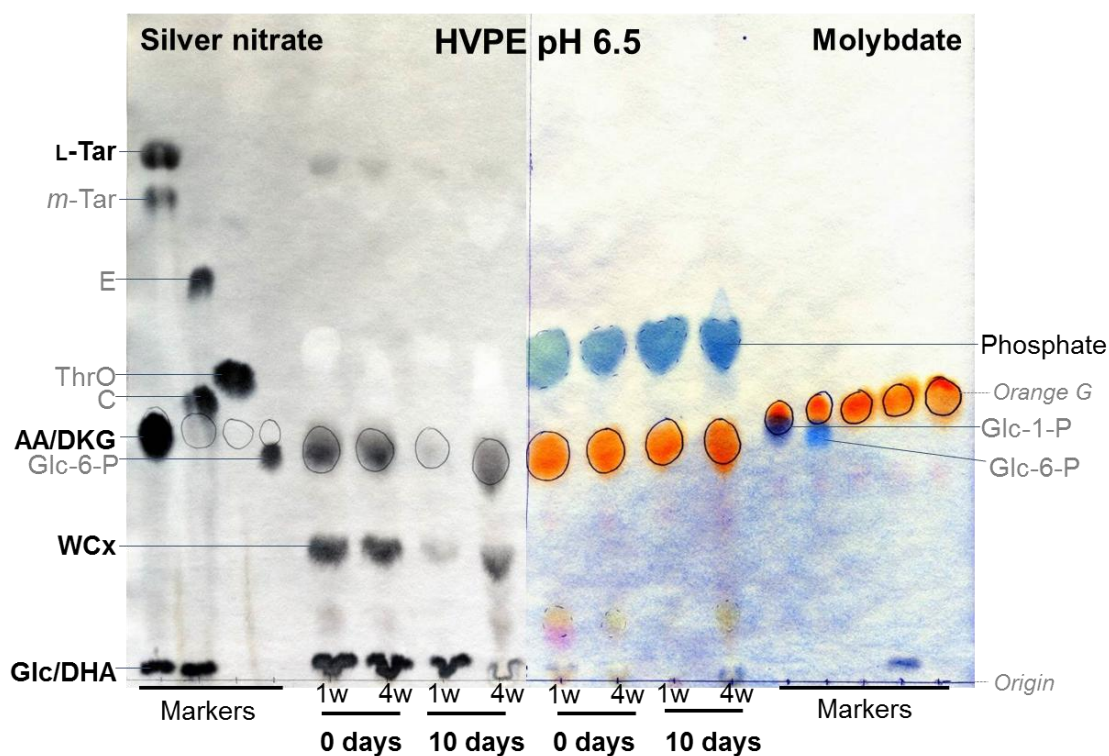 Silver nitrate
HVPE pH 6.5
Molybdate
L-Tar
m-Tar
E
ThrO
C
AA/DKG
Glc-6-P
WCx
Glc/DHA
Phosphate
Orange G
Glc-1-P
Glc-6-P
Origin
1w 4w 1w 4w 1w 4w 1w 4w
Markers
Markers
0 days 10 days 0 days 10 days